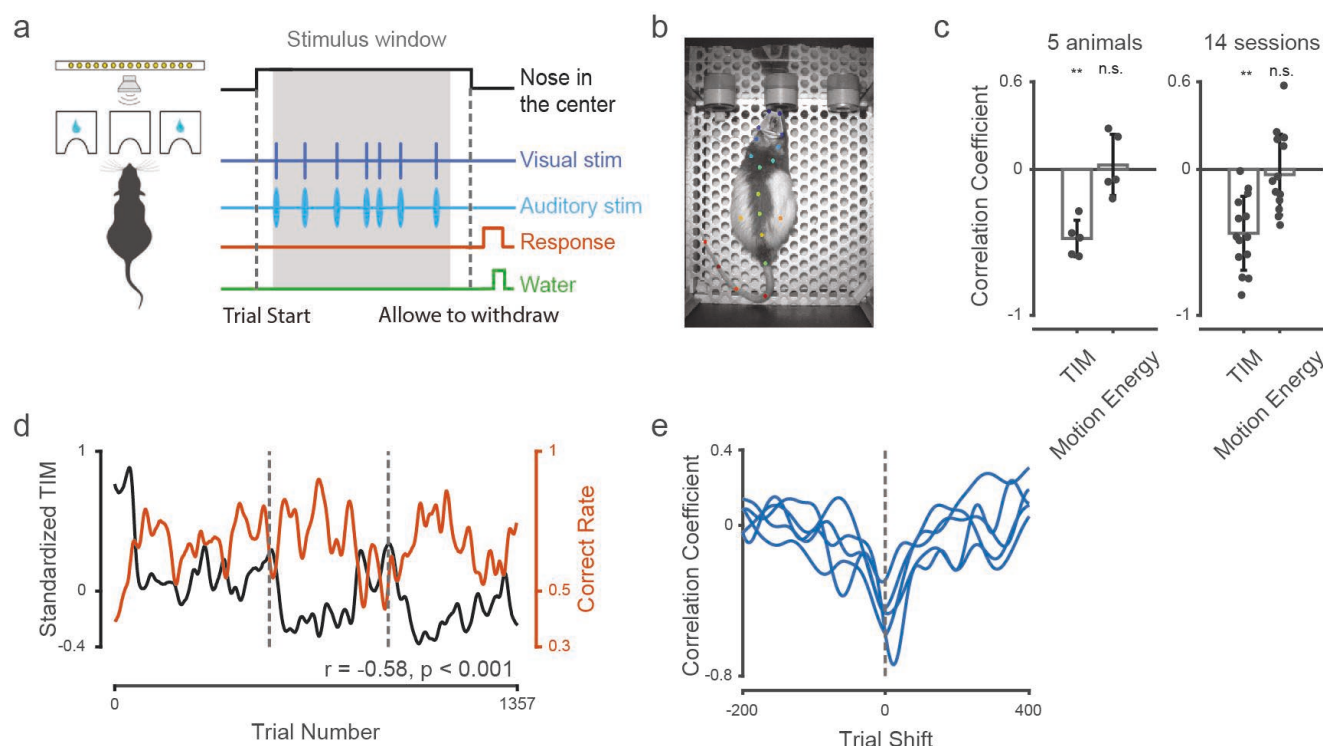 a
Stimulus window
Nose in
the center
Visual stim
Auditory stim
Response
Water
Trial Start
Allowe to withdraw
b
c
5 animals
14 sessions
** n.s.
** n.s.
0.6
0
-1
Correlation Coefficient
TIM
Motion Energy
0.6
0
-1
TIM
Motion Energy
d
1
0
-0.4
Standardized TIM
1
0.5
0.3
Correct Rate
r = -0.58, p < 0.001
0
1357
Trial Number
e
0.4
0
-0.8
Correlation Coefficient
-200
0
400
Trial Shift